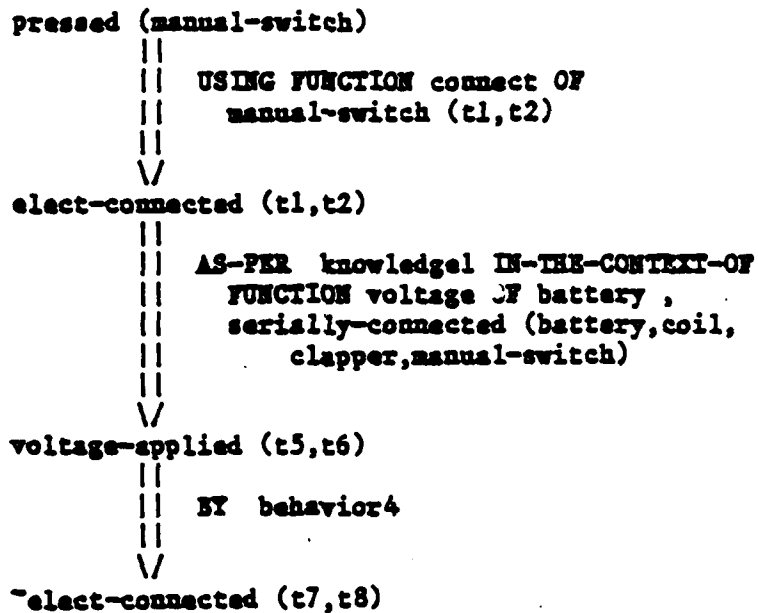 pressed (manual-switch)
||
|| USING FUNCTION connect OF
|| manual-switch (t1,t2)
||
\/
elect-connected (t1,t2)
||
|| AS-PER knowledge1 IN-THE-CONTEXT-OF
|| FUNCTION voltage OF battery ,
|| serially-connected (battery,coil,
|| clapper,manual-switch)
||
\/
voltage-applied (t5,t6)
||
|| BY behavior4
||
\/
~elect-connected (t7,t8)